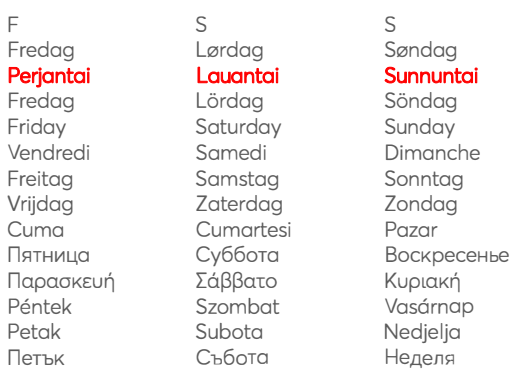 F S S
Fredag Lørdag Søndag
Perjantai Lauantai Sunnuntai
Fredag Lördag Söndag
Friday Saturday Sunday
Vendredi Samedi Dimanche
Freitag Samstag Sonntag
Vrijdag Zaterdag Zondag
Cuma Cumartesi Pazar
Пятница Суббота Воскресенье
Παρασκευή Σάββατο Κυριακή
Péntek Szombat Vasárnap
Petak Subota Nedjelja
Петък Събота Неделя